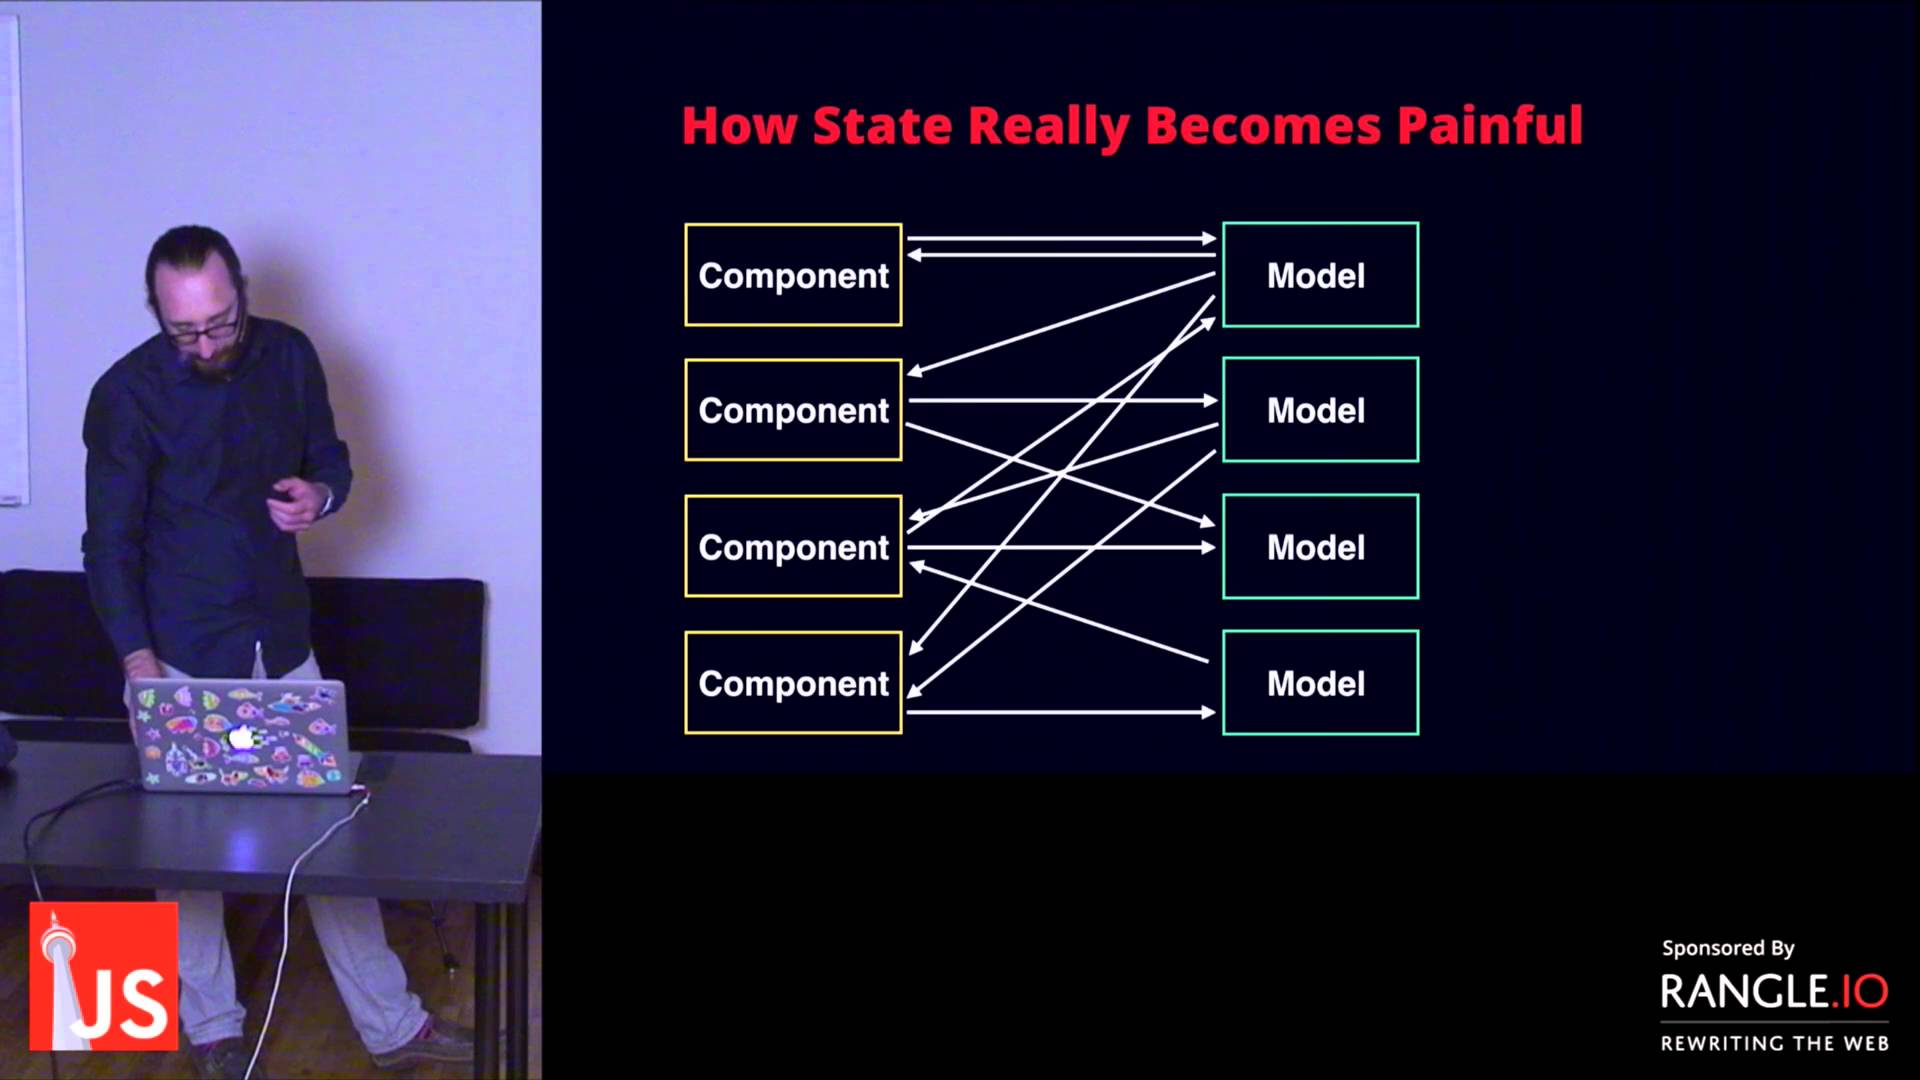 How State Really Becomes Painful
Component
Model
Component
Model
Component
Model
Component
Model
JS
Sponsored By
RANGLE.IO
REWRITING THE WEB